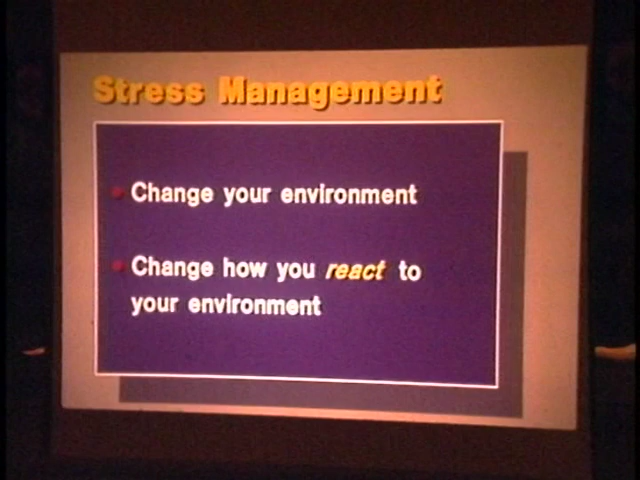 Stress Management
Change your environment
Change how you react to
your environment